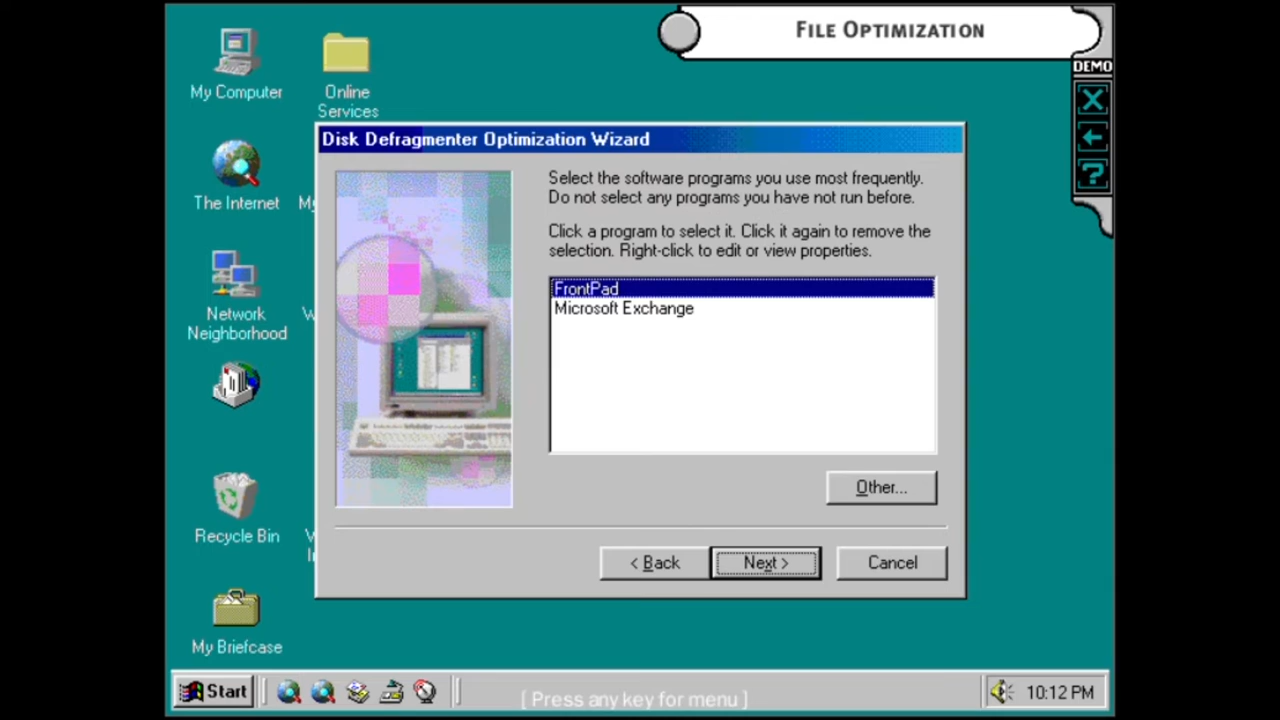 FILE OPTIMIZATION
DEMO
My Computer
Online
Services
Disk Defragmenter Optimization Wizard
Select the software programs you use most frequently.
Do not select any programs you have not run before.
Click a program to select it. Click it again to remove the
selection. Right-click to edit or view properties.
FrontPad
Microsoft Exchange
Other...
< Back
Next >
Cancel
The Internet
Network
Neighborhood
Recycle Bin
My Briefcase
Start
[ Press any key for menu ]
10:12 PM